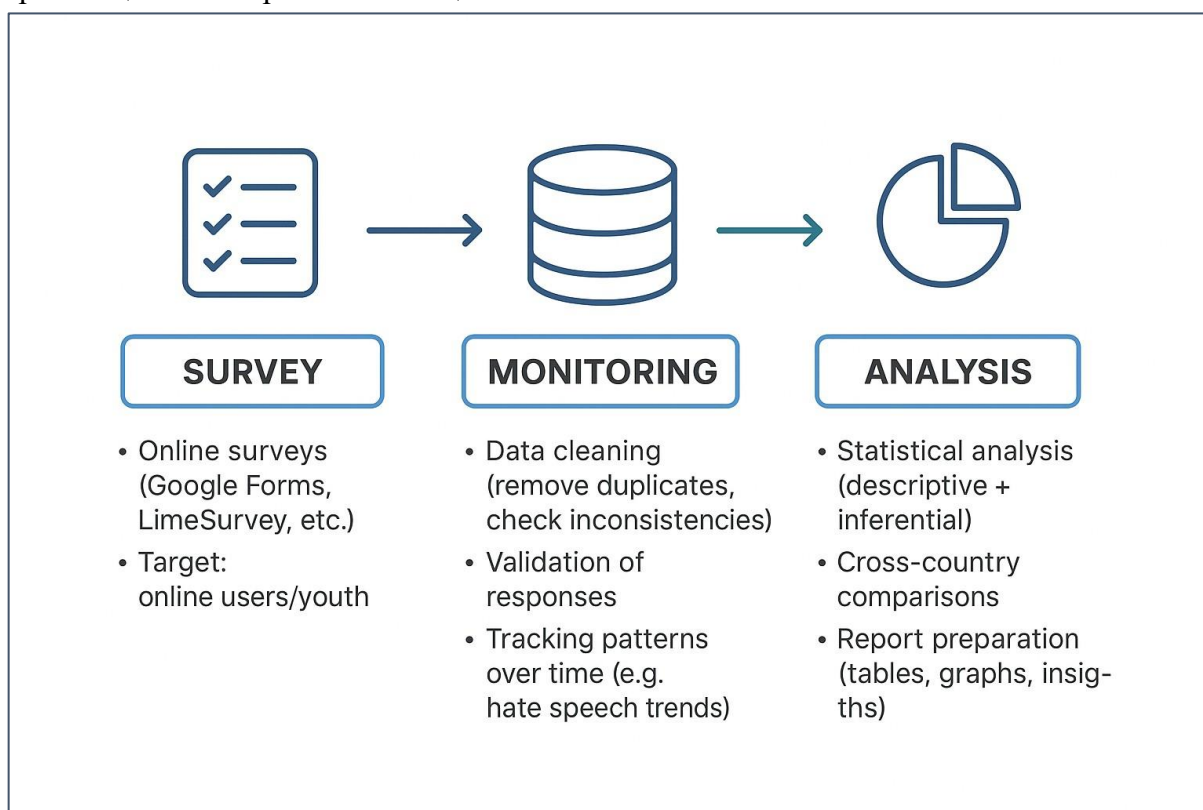 SURVEY
• Online surveys
(Google Forms,
LimeSurvey, etc.)
• Target:
online users/youth
MONITORING
• Data cleaning
(remove duplicates,
check inconsistencies)
• Validation of
responses
• Tracking patterns
over time (e.g.
hate speech trends)
ANALYSIS
• Statistical analysis
(descriptive +
inferential)
• Cross-country
comparisons
• Report preparation
(tables, graphs, insig-
ths)